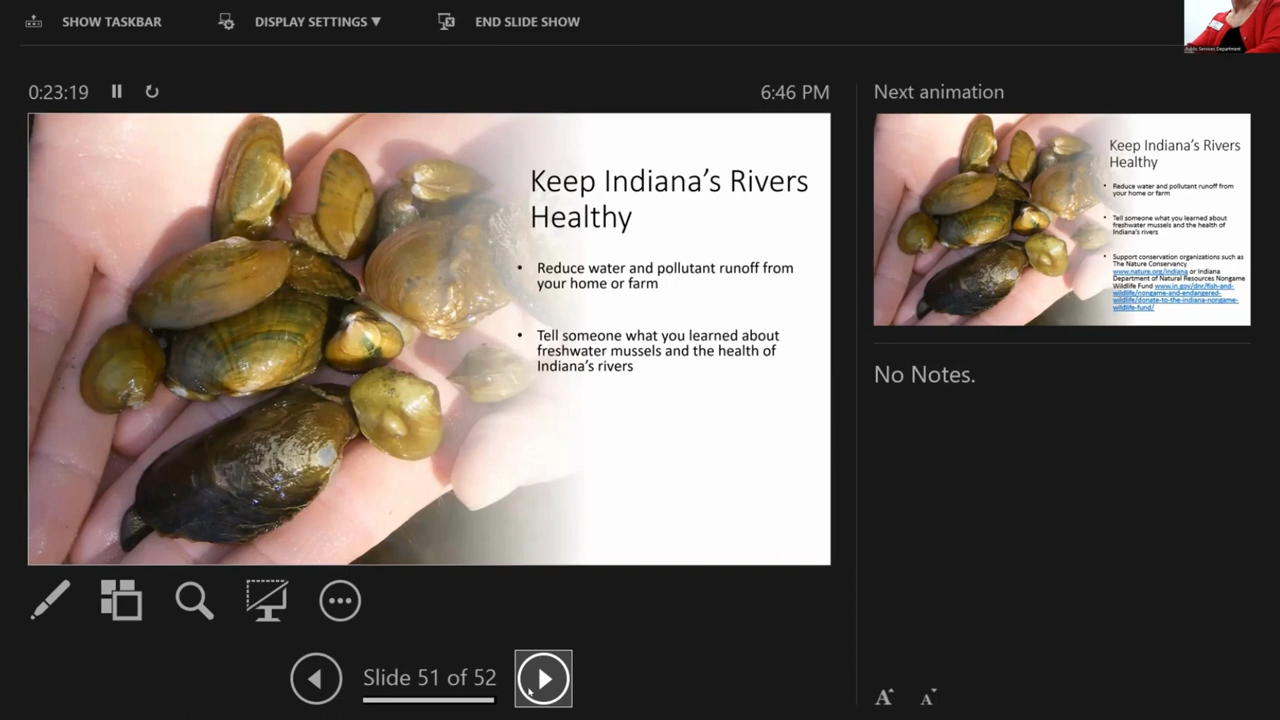 SHOW TASKBAR
DISPLAY SETTINGS ▼
END SLIDE SHOW
Public Services Department
0:23:19
6:46 PM
Next animation
Keep Indiana's Rivers
Healthy
• Reduce water and pollutant runoff from
your home or farm
• Tell someone what you learned about
freshwater mussels and the health of
Indiana's rivers
Keep Indiana's Rivers
Healthy
• Reduce water and pollutant runoff from
your home or farm
• Tell someone what you learned about
freshwater mussels and the health of
Indiana's rivers
• Support conservation organizations such as
The Nature Conservancy
www.nature.org/indiana or Indiana
Department of Natural Resources Nongame
Wildlife Fund www.in.gov/dnr/fish-and-
wildlife/nongame-and-endangered-
wildlife/donate-to-the-indiana-nongame-
wildlife-fund/
No Notes.
Slide 51 of 52
A A